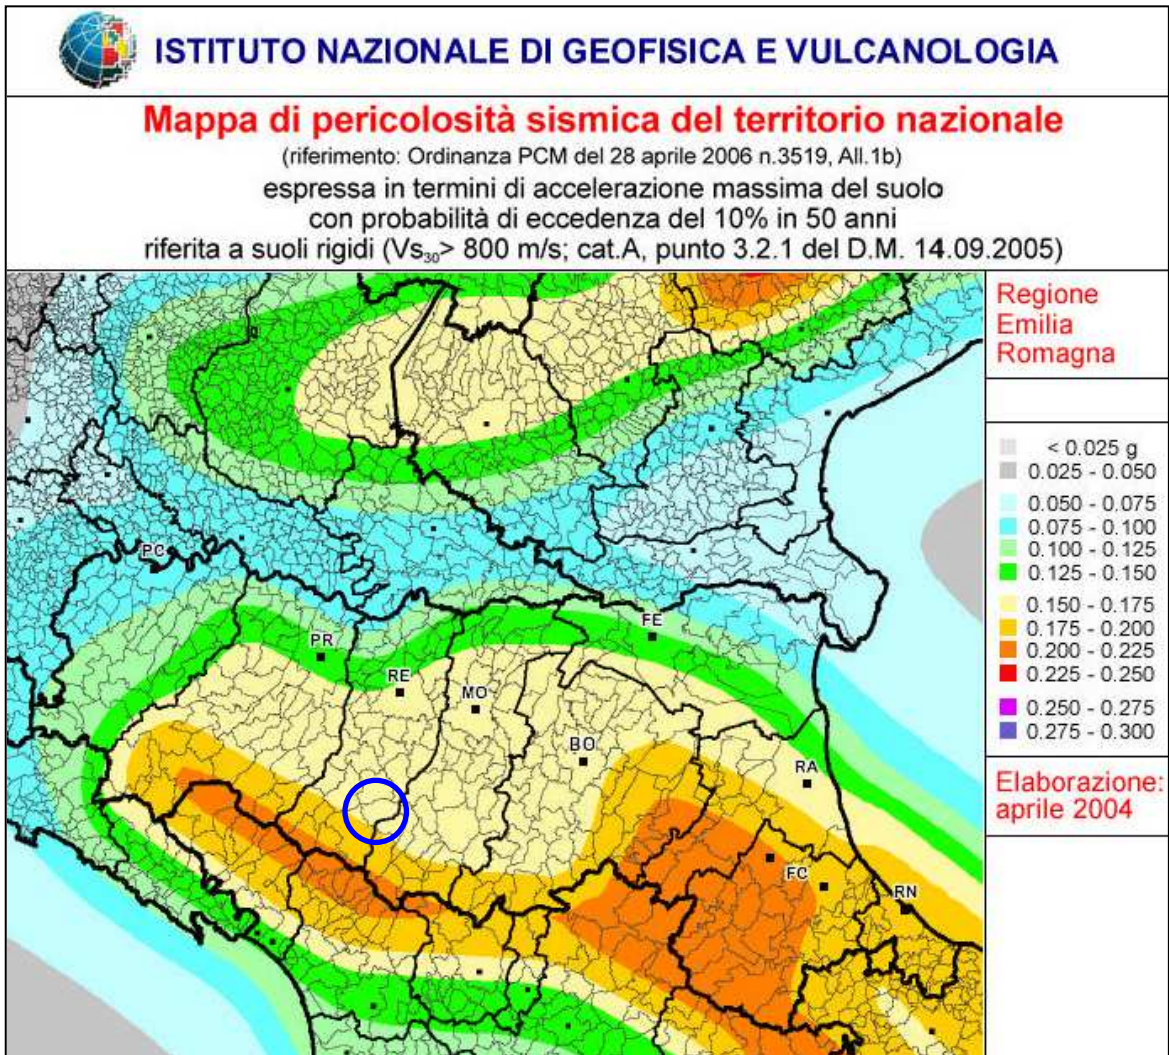 ISTITUTO NAZIONALE DI GEOFISICA E VULCANOLOGIA
Mappa di pericolosità sismica del territorio nazionale
(riferimento: Ordinanza PCM del 28 aprile 2006 n.3519, All.1b)
espressa in termini di accelerazione massima del suolo
con probabilità di eccedenza del 10% in 50 anni
riferita a suoli rigidi (Vs₃₀> 800 m/s; cat.A, punto 3.2.1 del D.M. 14.09.2005)
Regione
Emilia
Romagna
< 0.025 g
0.025 - 0.050
0.050 - 0.075
0.075 - 0.100
0.100 - 0.125
0.125 - 0.150
0.150 - 0.175
0.175 - 0.200
0.200 - 0.225
0.225 - 0.250
0.250 - 0.275
0.275 - 0.300
Elaborazione:
aprile 2004
PC
PR
FE
RE
MO
BO
RA
FC
RN